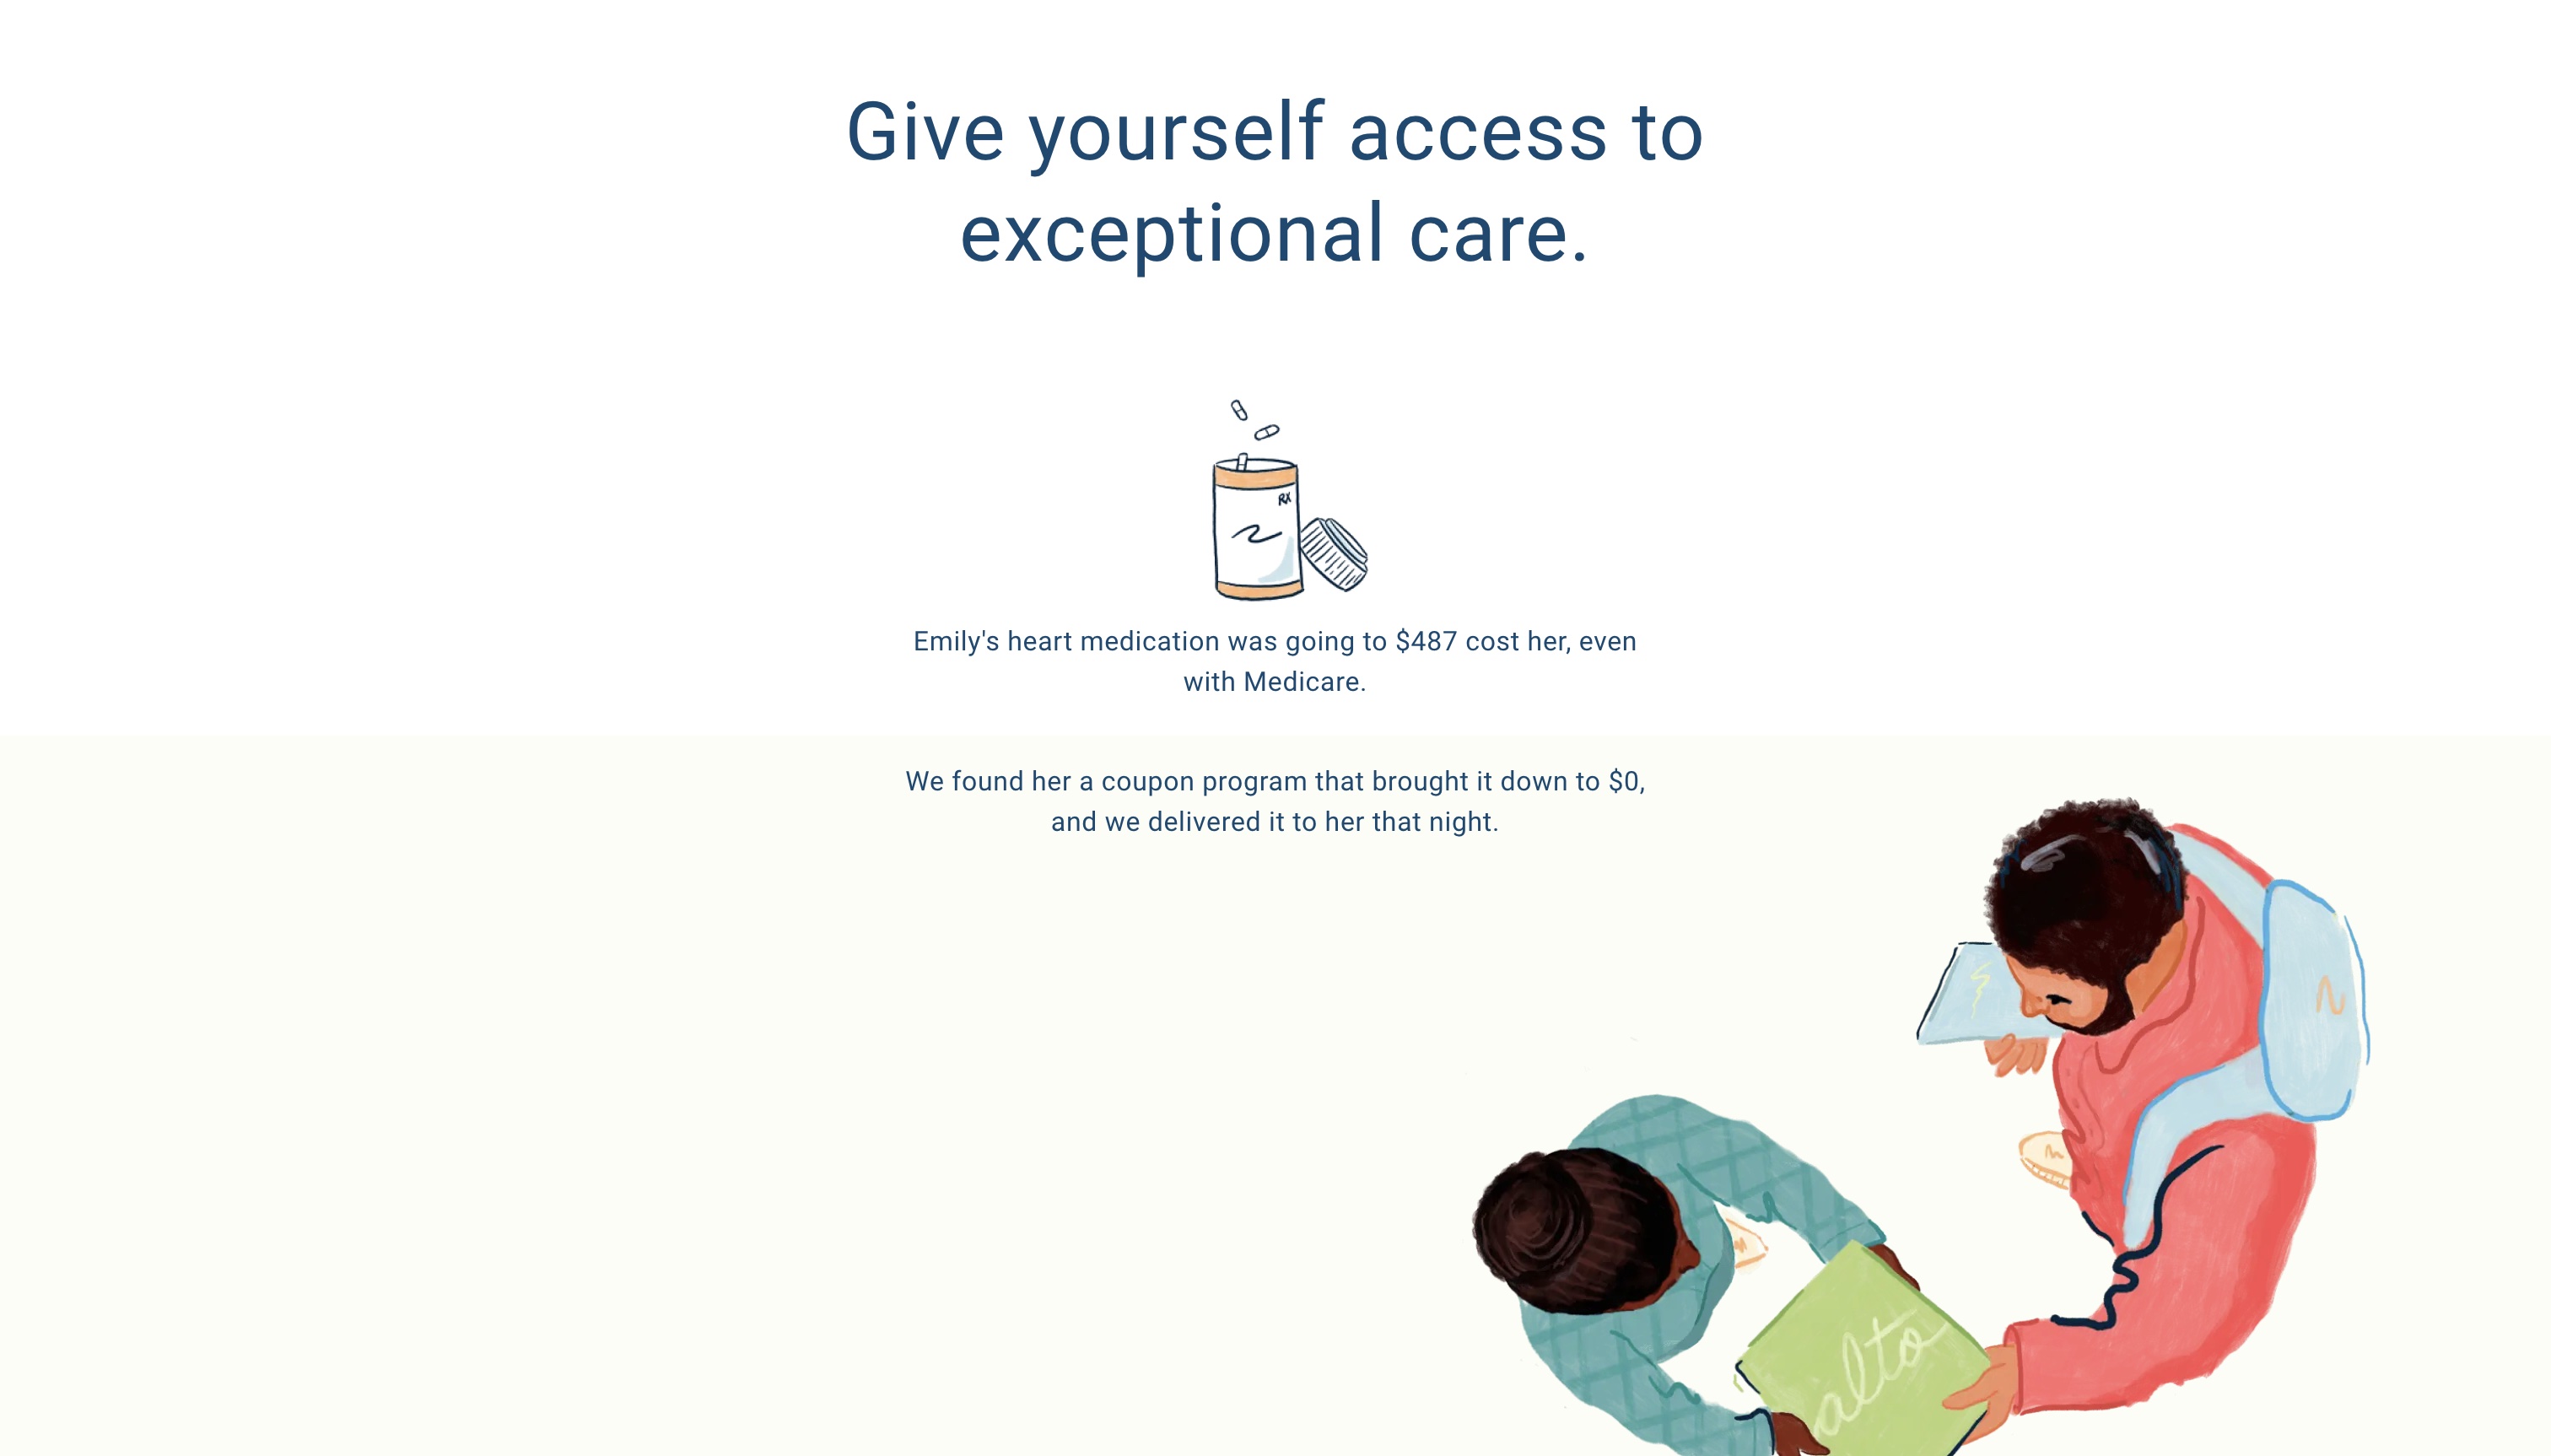 Give yourself access to
exceptional care.
RX
Emily's heart medication was going to $487 cost her, even
with Medicare.
We found her a coupon program that brought it down to $0,
and we delivered it to her that night.
alto